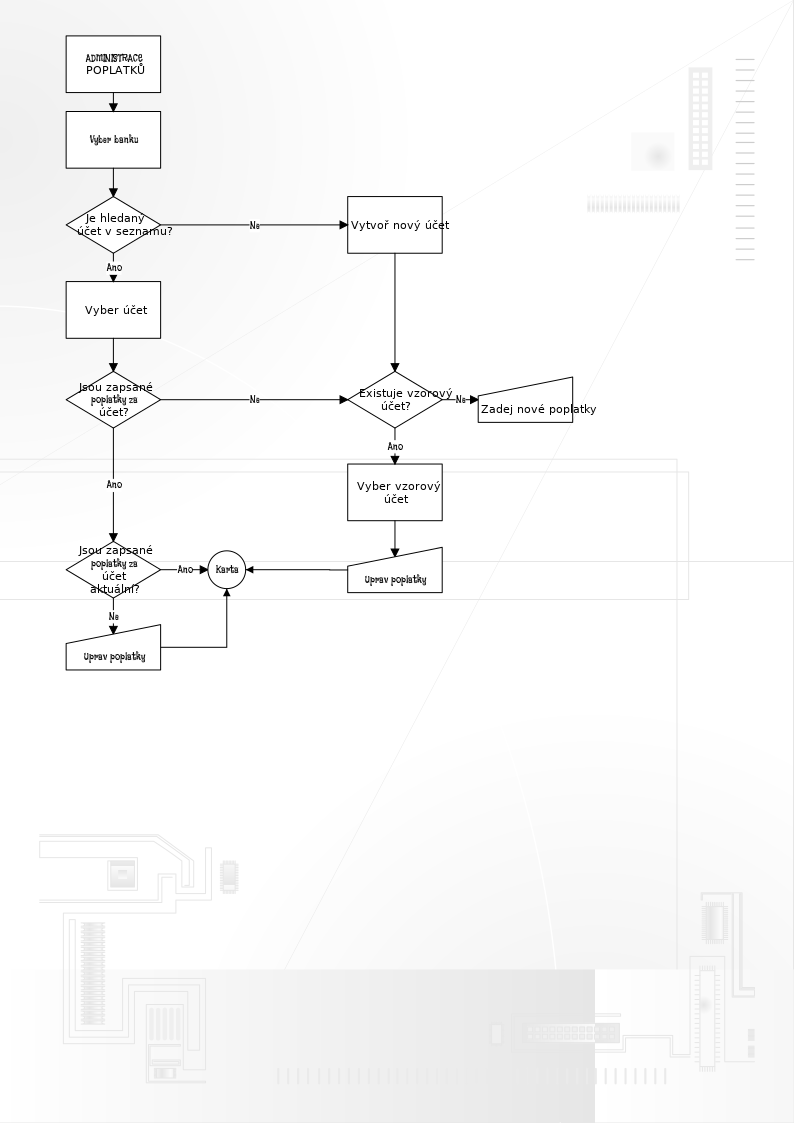 ADMINISTRACE
POPLATKŮ
Vyber banku
Je hledaný
účet v seznamu?
Ne
Vytvoř nový účet
Ano
Vyber účet
Jsou zapsané
poplatky za
účet?
Ne
Existuje vzorový
účet?
Ne
Zadej nové poplatky
Ano
Vyber vzorový
účet
Ano
Jsou zapsané
poplatky za
účet
aktuální?
Ano
Karta
Uprav poplatky
Ne
Uprav poplatky